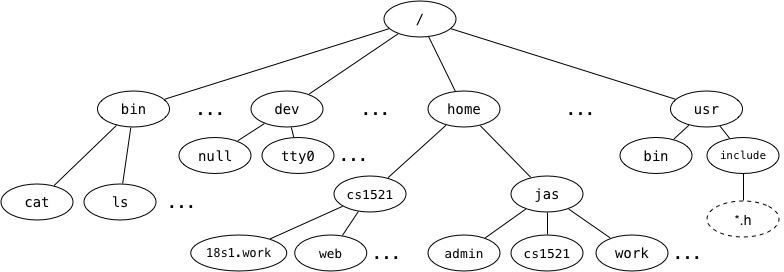 /
bin ... dev ... home ... usr
null tty0 ... bin include
cat ls ... cs1521 jas *.h
18s1.work web ... admin cs1521 work ...